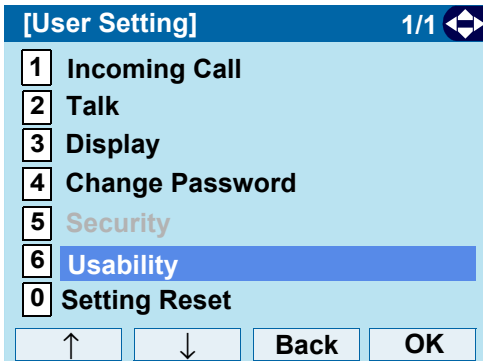 [User Setting] 1/1
1 Incoming Call
2 Talk
3 Display
4 Change Password
5 Security
6 Usability
0 Setting Reset
↑ ↓ Back OK